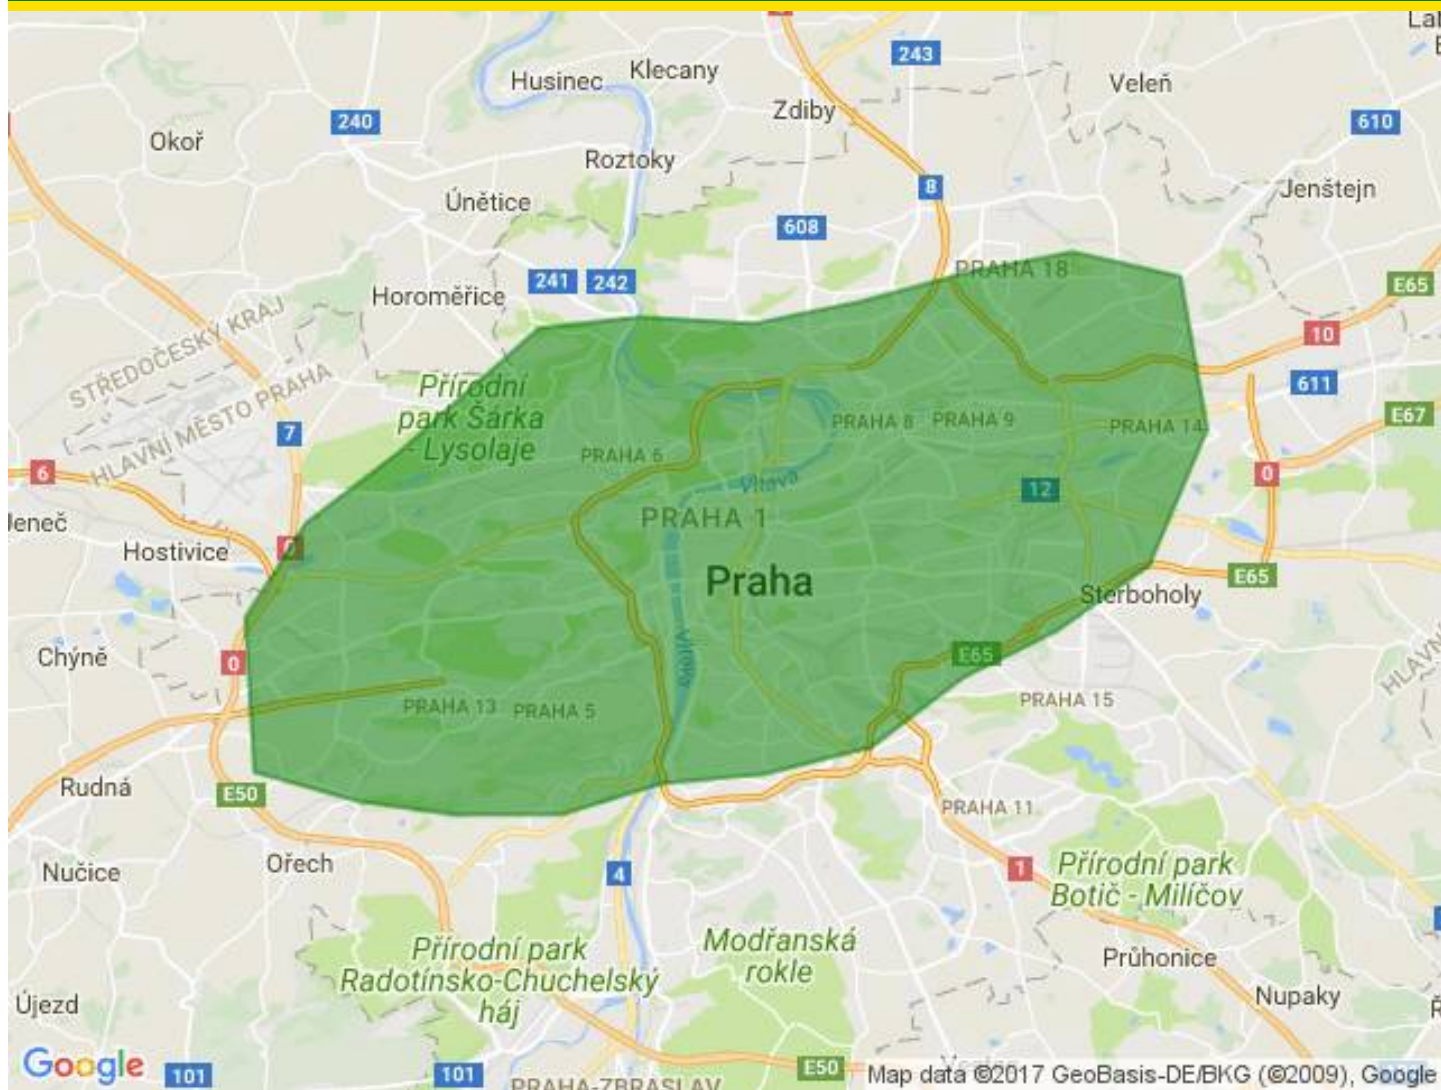 Husinec
Klecany
243
Veleň
Zdiby
240
610
Okoř
Roztoky
8
Jenštejn
Únětice
608
PRAHA 18
241
242
E65
Horoměřice
STŘEDOČESKÝ KRAJ
10
HLAVNÍ MĚSTO PRAHA
611
Přírodní
park Šárka
- Lysolaje
E67
PRAHA 8
PRAHA 9
PRAHA 14
7
PRAHA 6
6
0
Vltava
12
PRAHA 1
Jeneč
Hostivice
E65
Praha
Štěrboholy
Chýně
0
E65
PRAHA 13
PRAHA 5
PRAHA 15
Rudná
E50
PRAHA 11
Nučice
Ořech
4
1
Přírodní park
Botič - Milíčov
Přírodní park
Radotínsko-Chuchelský
háj
Modřanská
rokle
Průhonice
Újezd
Nupaky
Google
101
101
PRAHA-ZBRASLAV
E50
Map data ©2017 GeoBasis-DE/BKG (©2009), Google